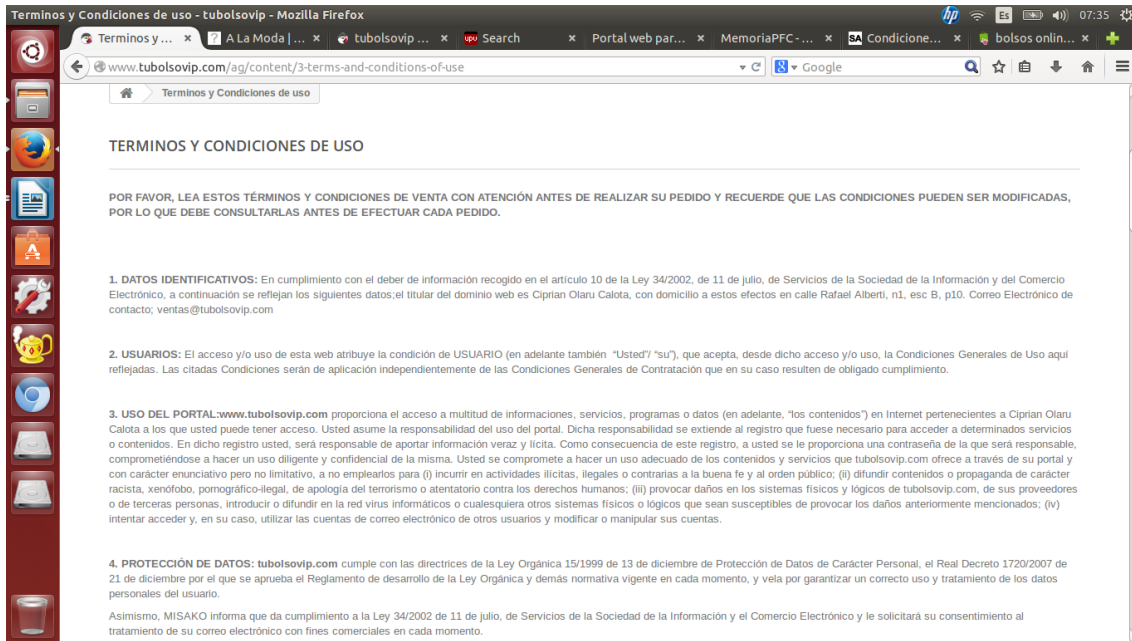 Terminos y Condiciones de uso - tubolsovip - Mozilla Firefox
hp
Es
07:35
Terminos y ... ×
? A La Moda | ... ×
tubolsovip ... ×
upv Search ×
Portal web par... ×
MemoriaPFC - ... ×
SA Condicione... ×
bolsos onlin... ×
www.tubolsovip.com/ag/content/3-terms-and-conditions-of-use
8 Google
Terminos y Condiciones de uso
TERMINOS Y CONDICIONES DE USO
POR FAVOR, LEA ESTOS TÉRMINOS Y CONDICIONES DE VENTA CON ATENCIÓN ANTES DE REALIZAR SU PEDIDO Y RECUERDE QUE LAS CONDICIONES PUEDEN SER MODIFICADAS,
POR LO QUE DEBE CONSULTARLAS ANTES DE EFECTUAR CADA PEDIDO.
1. DATOS IDENTIFICATIVOS: En cumplimiento con el deber de información recogido en el artículo 10 de la Ley 34/2002, de 11 de julio, de Servicios de la Sociedad de la Información y del Comercio
Electrónico, a continuación se reflejan los siguientes datos;el titular del dominio web es Ciprian Olaru Calota, con domicilio a estos efectos en calle Rafael Alberti, n1, esc B, p10. Correo Electrónico de
contacto; ventas@tubolsovip.com
2. USUARIOS: El acceso y/o uso de esta web atribuye la condición de USUARIO (en adelante también “Usted”/ “su”), que acepta, desde dicho acceso y/o uso, la Condiciones Generales de Uso aquí
reflejadas. Las citadas Condiciones serán de aplicación independientemente de las Condiciones Generales de Contratación que en su caso resulten de obligado cumplimiento.
3. USO DEL PORTAL:www.tubolsovip.com proporciona el acceso a multitud de informaciones, servicios, programas o datos (en adelante, “los contenidos”) en Internet pertenecientes a Ciprian Olaru
Calota a los que usted puede tener acceso. Usted asume la responsabilidad del uso del portal. Dicha responsabilidad se extiende al registro que fuese necesario para acceder a determinados servicios
o contenidos. En dicho registro usted, será responsable de aportar información veraz y lícita. Como consecuencia de este registro, a usted se le proporciona una contraseña de la que será responsable,
comprometiéndose a hacer un uso diligente y confidencial de la misma. Usted se compromete a hacer un uso adecuado de los contenidos y servicios que tubolsovip.com ofrece a través de su portal y
con carácter enunciativo pero no limitativo, a no emplearlos para (i) incurrir en actividades ilícitas, ilegales o contrarias a la buena fe y al orden público; (ii) difundir contenidos o propaganda de carácter
racista, xenófobo, pornográfico-ilegal, de apología del terrorismo o atentatorio contra los derechos humanos; (iii) provocar daños en los sistemas físicos y lógicos de tubolsovip.com, de sus proveedores
o de terceras personas, introducir o difundir en la red virus informáticos o cualesquiera otros sistemas físicos o lógicos que sean susceptibles de provocar los daños anteriormente mencionados; (iv)
intentar acceder y, en su caso, utilizar las cuentas de correo electrónico de otros usuarios y modificar o manipular sus cuentas.
4. PROTECCIÓN DE DATOS: tubolsovip.com cumple con las directrices de la Ley Orgánica 15/1999 de 13 de diciembre de Protección de Datos de Carácter Personal, el Real Decreto 1720/2007 de
21 de diciembre por el que se aprueba el Reglamento de desarrollo de la Ley Orgánica y demás normativa vigente en cada momento, y vela por garantizar un correcto uso y tratamiento de los datos
personales del usuario.
Asimismo, MISAKO informa que da cumplimiento a la Ley 34/2002 de 11 de julio, de Servicios de la Sociedad de la Información y el Comercio Electrónico y le solicitará su consentimiento al
tratamiento de su correo electrónico con fines comerciales en cada momento.